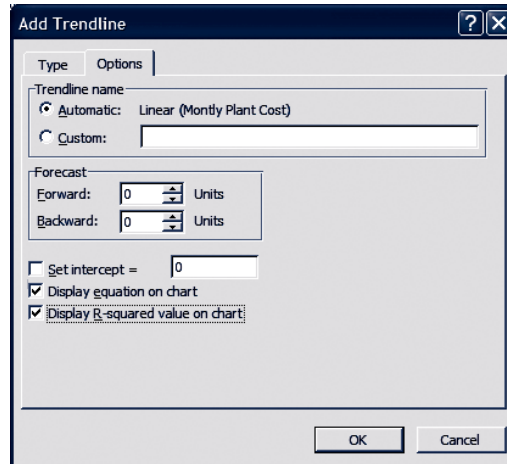 Add Trendline
Type Options
Trendline name
Automatic: Linear (Montly Plant Cost)
Custom:
Forecast
Forward: 0 Units
Backward: 0 Units
Set intercept = 0
Display equation on chart
Display R-squared value on chart
OK Cancel